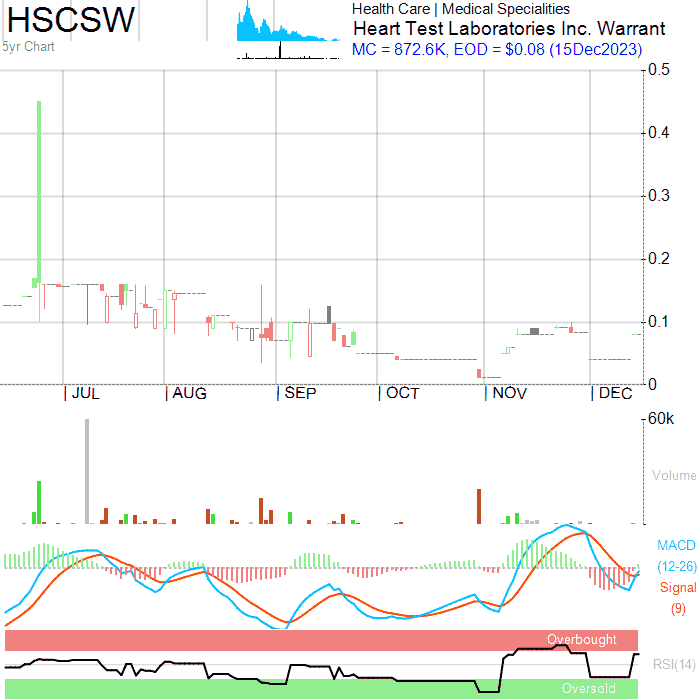 HSCSW
5yr Chart
Health Care | Medical Specialities
Heart Test Laboratories Inc. Warrant
MC = 872.6K, EOD = $0.08 (15Dec2023)
0.5
0.4
0.3
0.2
0.1
0
| JUL | AUG | SEP | OCT | NOV | DEC
60k
Volume
MACD
(12-26)
Signal
(9)
Overbought
RSI(14)
Oversold